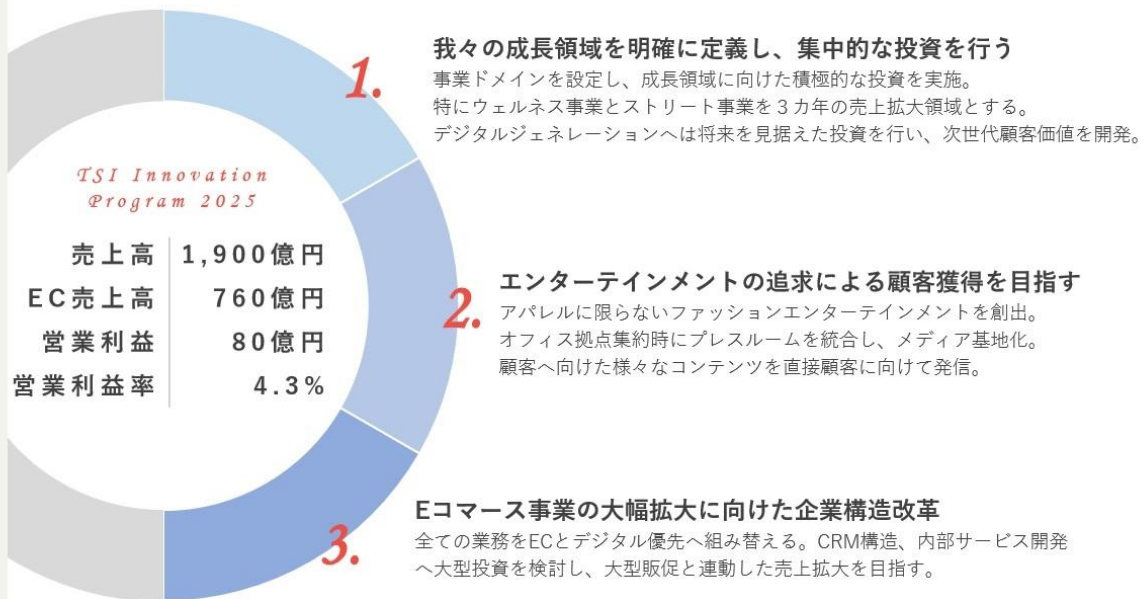 1.
我々の成長領域を明確に定義し、集中的な投資を行う
事業ドメインを設定し、成長領域に向けた積極的な投資を実施。
特にウェルネス事業とストリート事業を３カ年の売上拡大領域とする。
デジタルジェネレーションへは将来を見据えた投資を行い、次世代顧客価値を開発。
TSI Innovation
Program 2025
売上高 1,900億円
EC売上高 760億円
営業利益 80億円
営業利益率 4.3%
2.
エンターテインメントの追求による顧客獲得を目指す
アパレルに限らないファッションエンターテインメントを創出。
オフィス拠点集約時にプレスルームを統合し、メディア基地化。
顧客へ向けた様々なコンテンツを直接顧客に向けて発信。
3.
Eコマース事業の大幅拡大に向けた企業構造改革
全ての業務をECとデジタル優先へ組み替える。CRM構造、内部サービス開発
へ大型投資を検討し、大型販促と連動した売上拡大を目指す。